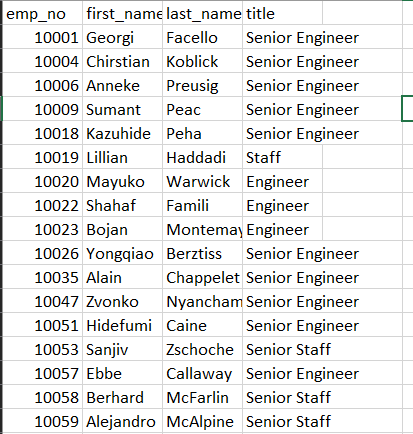 emp_no first_name last_name title
10001 Georgi Facello Senior Engineer
10004 Chirstian Koblick Senior Engineer
10006 Anneke Preusig Senior Engineer
10009 Sumant Peac Senior Engineer
10018 Kazuhide Peha Senior Engineer
10019 Lillian Haddadi Staff
10020 Mayuko Warwick Engineer
10022 Shahaf Famili Engineer
10023 Bojan Montemay Engineer
10026 Yongqiao Berztiss Senior Engineer
10035 Alain Chappelet Senior Engineer
10047 Zvonko Nyancham Senior Engineer
10051 Hidefumi Caine Senior Engineer
10053 Sanjiv Zschoche Senior Staff
10057 Ebbe Callaway Senior Engineer
10058 Berhard McFarlin Senior Staff
10059 Alejandro McAlpine Senior Staff